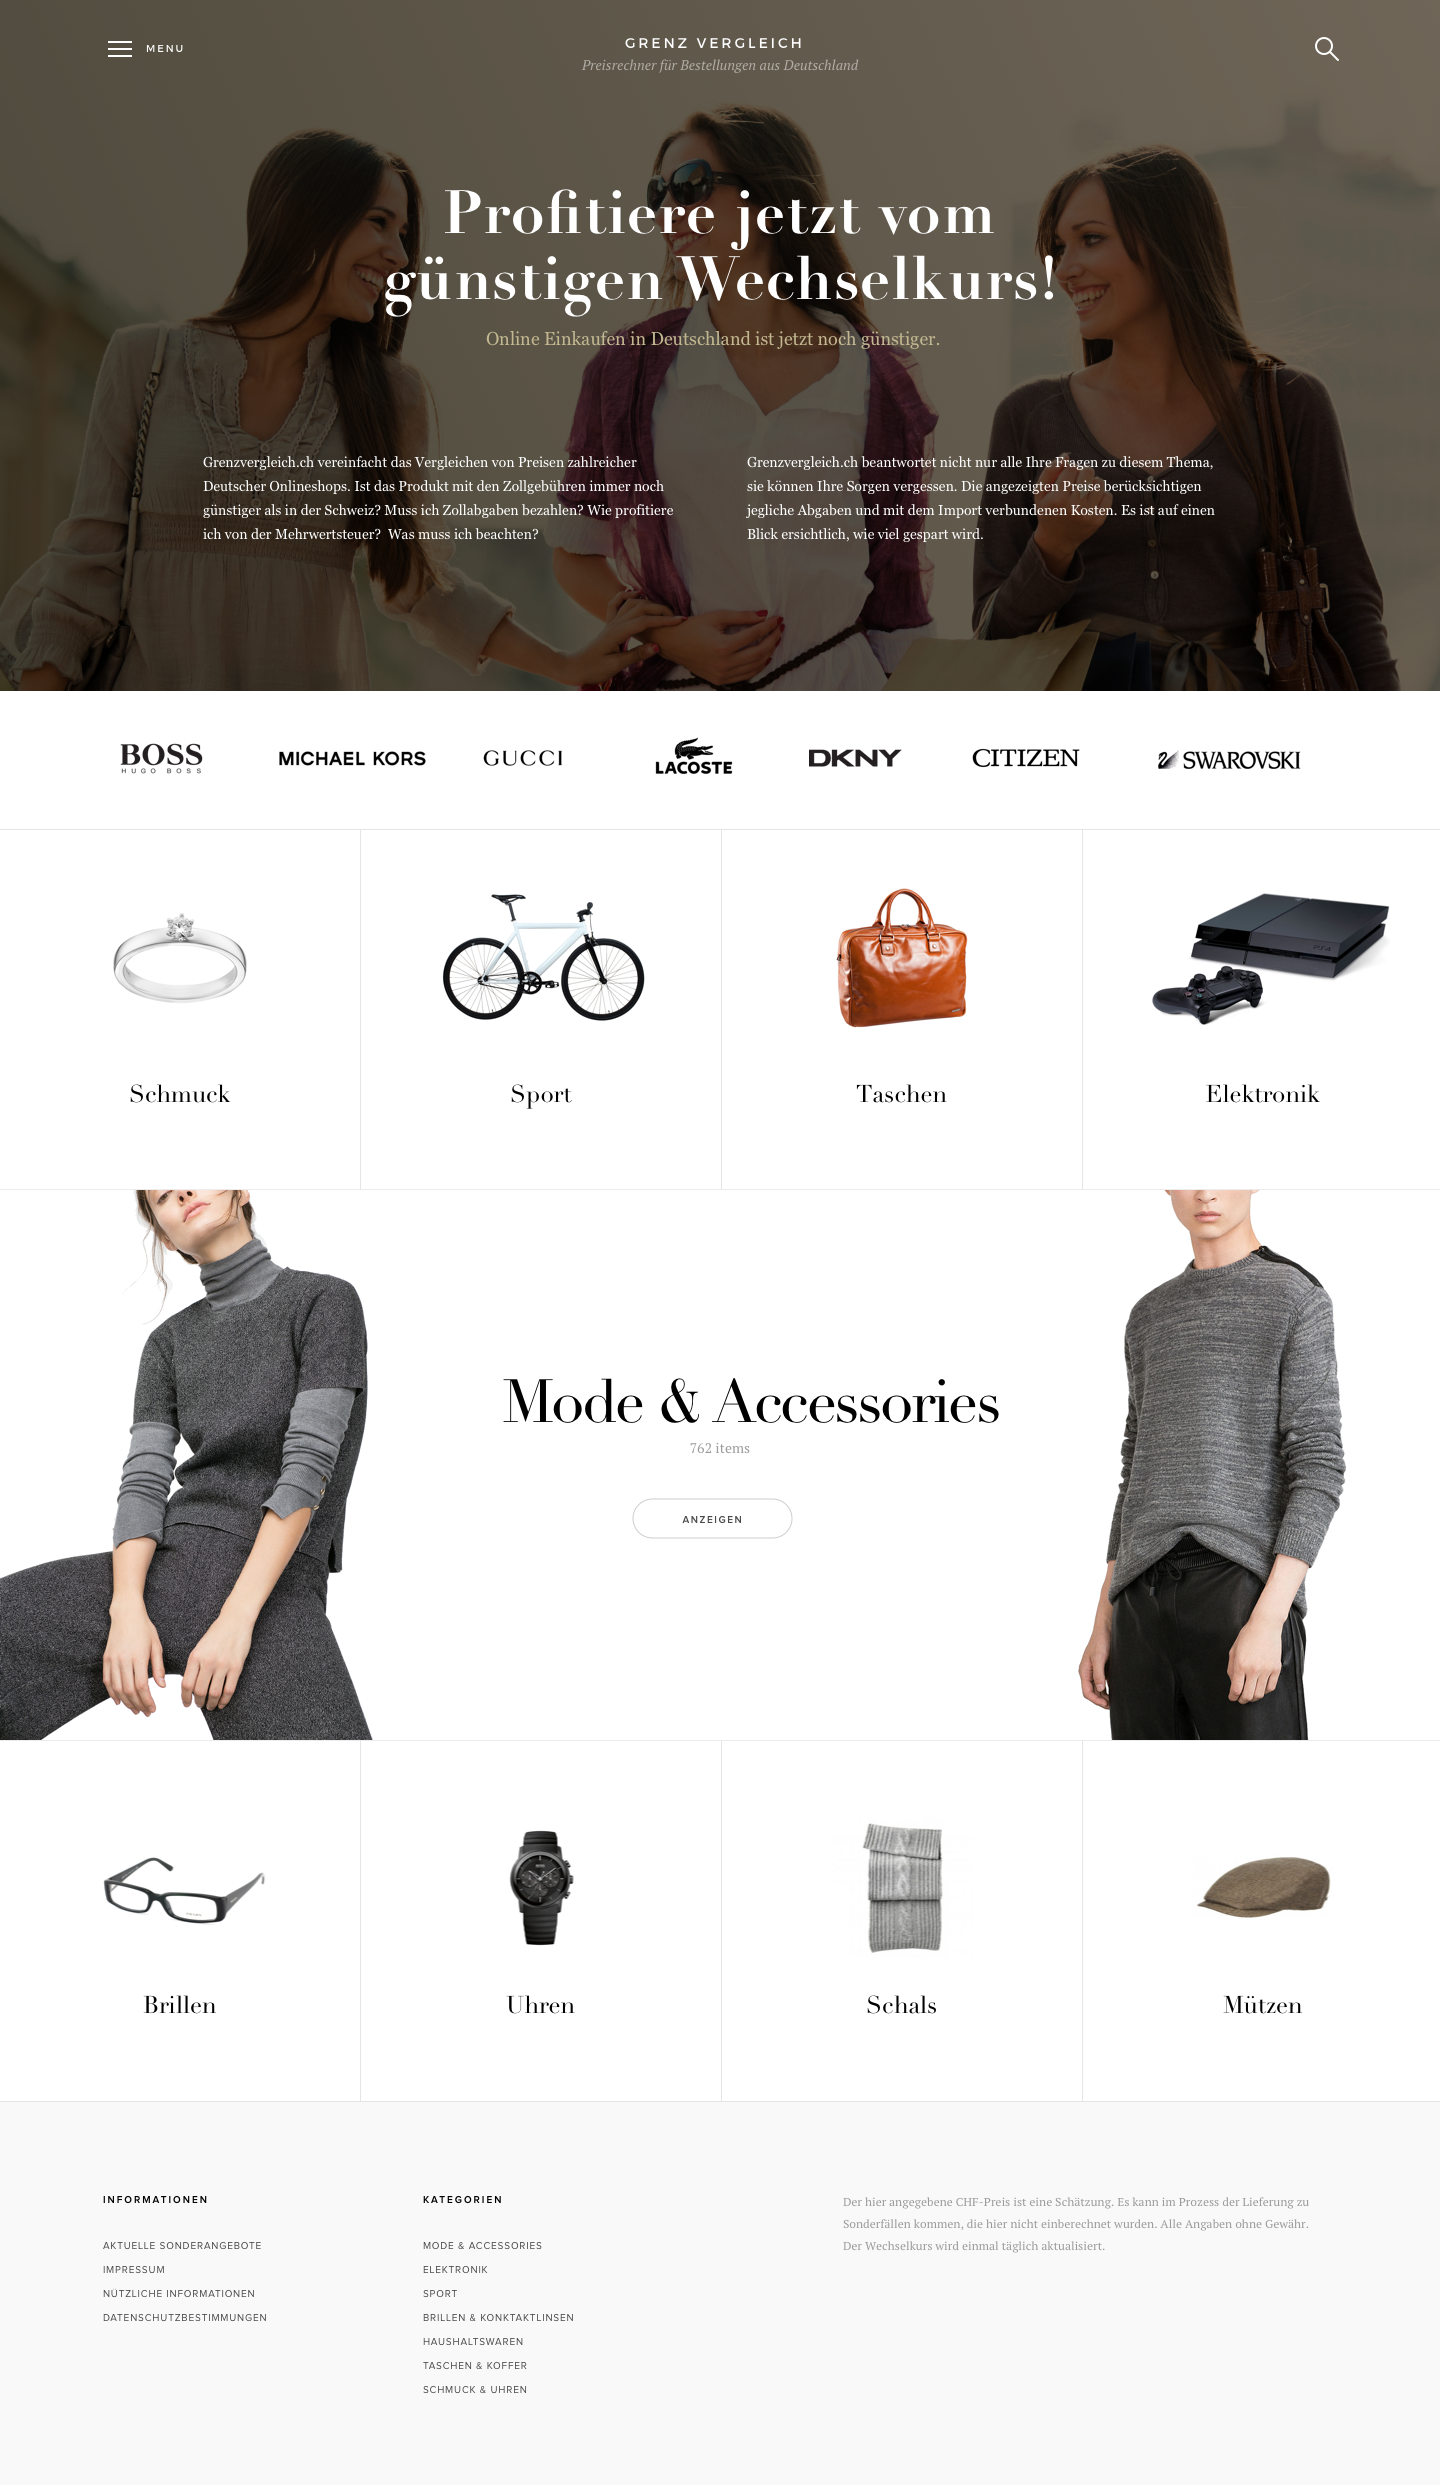 MENU
GRENZ VERGLEICH
Preisrechner für Bestellungen aus Deutschland
Profitiere jetzt vom
günstigen Wechselkurs!
Online Einkaufen in Deutschland ist jetzt noch günstiger.
Grenzvergleich.ch vereinfacht das Vergleichen von Preisen zahlreicher
Deutscher Onlineshops. Ist das Produkt mit den Zollgebühren immer noch
günstiger als in der Schweiz? Muss ich Zollabgaben bezahlen? Wie profitiere
ich von der Mehrwertsteuer? Was muss ich beachten?
Grenzvergleich.ch beantwortet nicht nur alle Ihre Fragen zu diesem Thema,
sie können Ihre Sorgen vergessen. Die angezeigten Preise berücksichtigen
jegliche Abgaben und mit dem Import verbundenen Kosten. Es ist auf einen
Blick ersichtlich, wie viel gespart wird.
BOSS
HUGO BOSS
MICHAEL KORS
GUCCI
LACOSTE
DKNY
CITIZEN
SWAROVSKI
PS4
Schmuck
Sport
Taschen
Elektronik
Mode & Accessories
762 items
ANZEIGEN
Brillen
Uhren
Schals
Mützen
INFORMATIONEN
AKTUELLE SONDERANGEBOTE
IMPRESSUM
NÜTZLICHE INFORMATIONEN
DATENSCHUTZBESTIMMUNGEN
KATEGORIEN
MODE & ACCESSORIES
ELEKTRONIK
SPORT
BRILLEN & KONKTAKTLINSEN
HAUSHALTSWAREN
TASCHEN & KOFFER
SCHMUCK & UHREN
Der hier angegebene CHF-Preis ist eine Schätzung. Es kann im Prozess der Lieferung zu
Sonderfällen kommen, die hier nicht einberechnet wurden. Alle Angaben ohne Gewähr.
Der Wechselkurs wird einmal täglich aktualisiert.